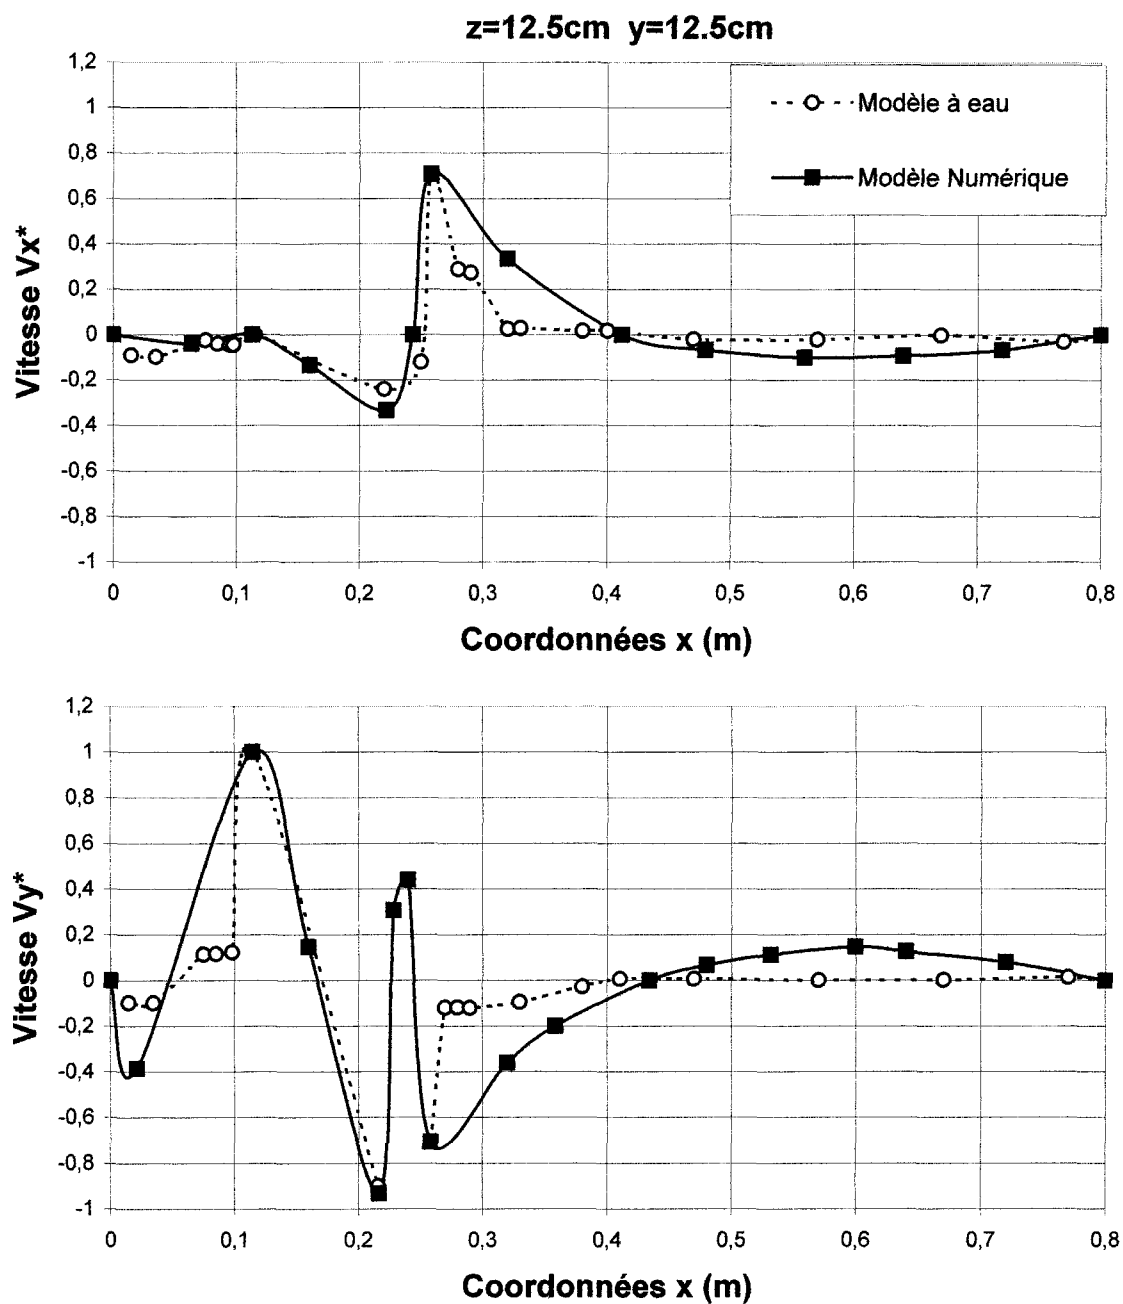 z=12.5cm y=12.5cm
1,2
1
0,8
0,6
0,4
0,2
0
-0,2
-0,4
-0,6
-0,8
-1
Vitesse Vx*
Modèle à eau
Modèle Numérique
0 0,1 0,2 0,3 0,4 0,5 0,6 0,7 0,8
Coordonnées x (m)
1,2
1
0,8
0,6
0,4
0,2
0
-0,2
-0,4
-0,6
-0,8
-1
Vitesse Vy*
0 0,1 0,2 0,3 0,4 0,5 0,6 0,7 0,8
Coordonnées x (m)